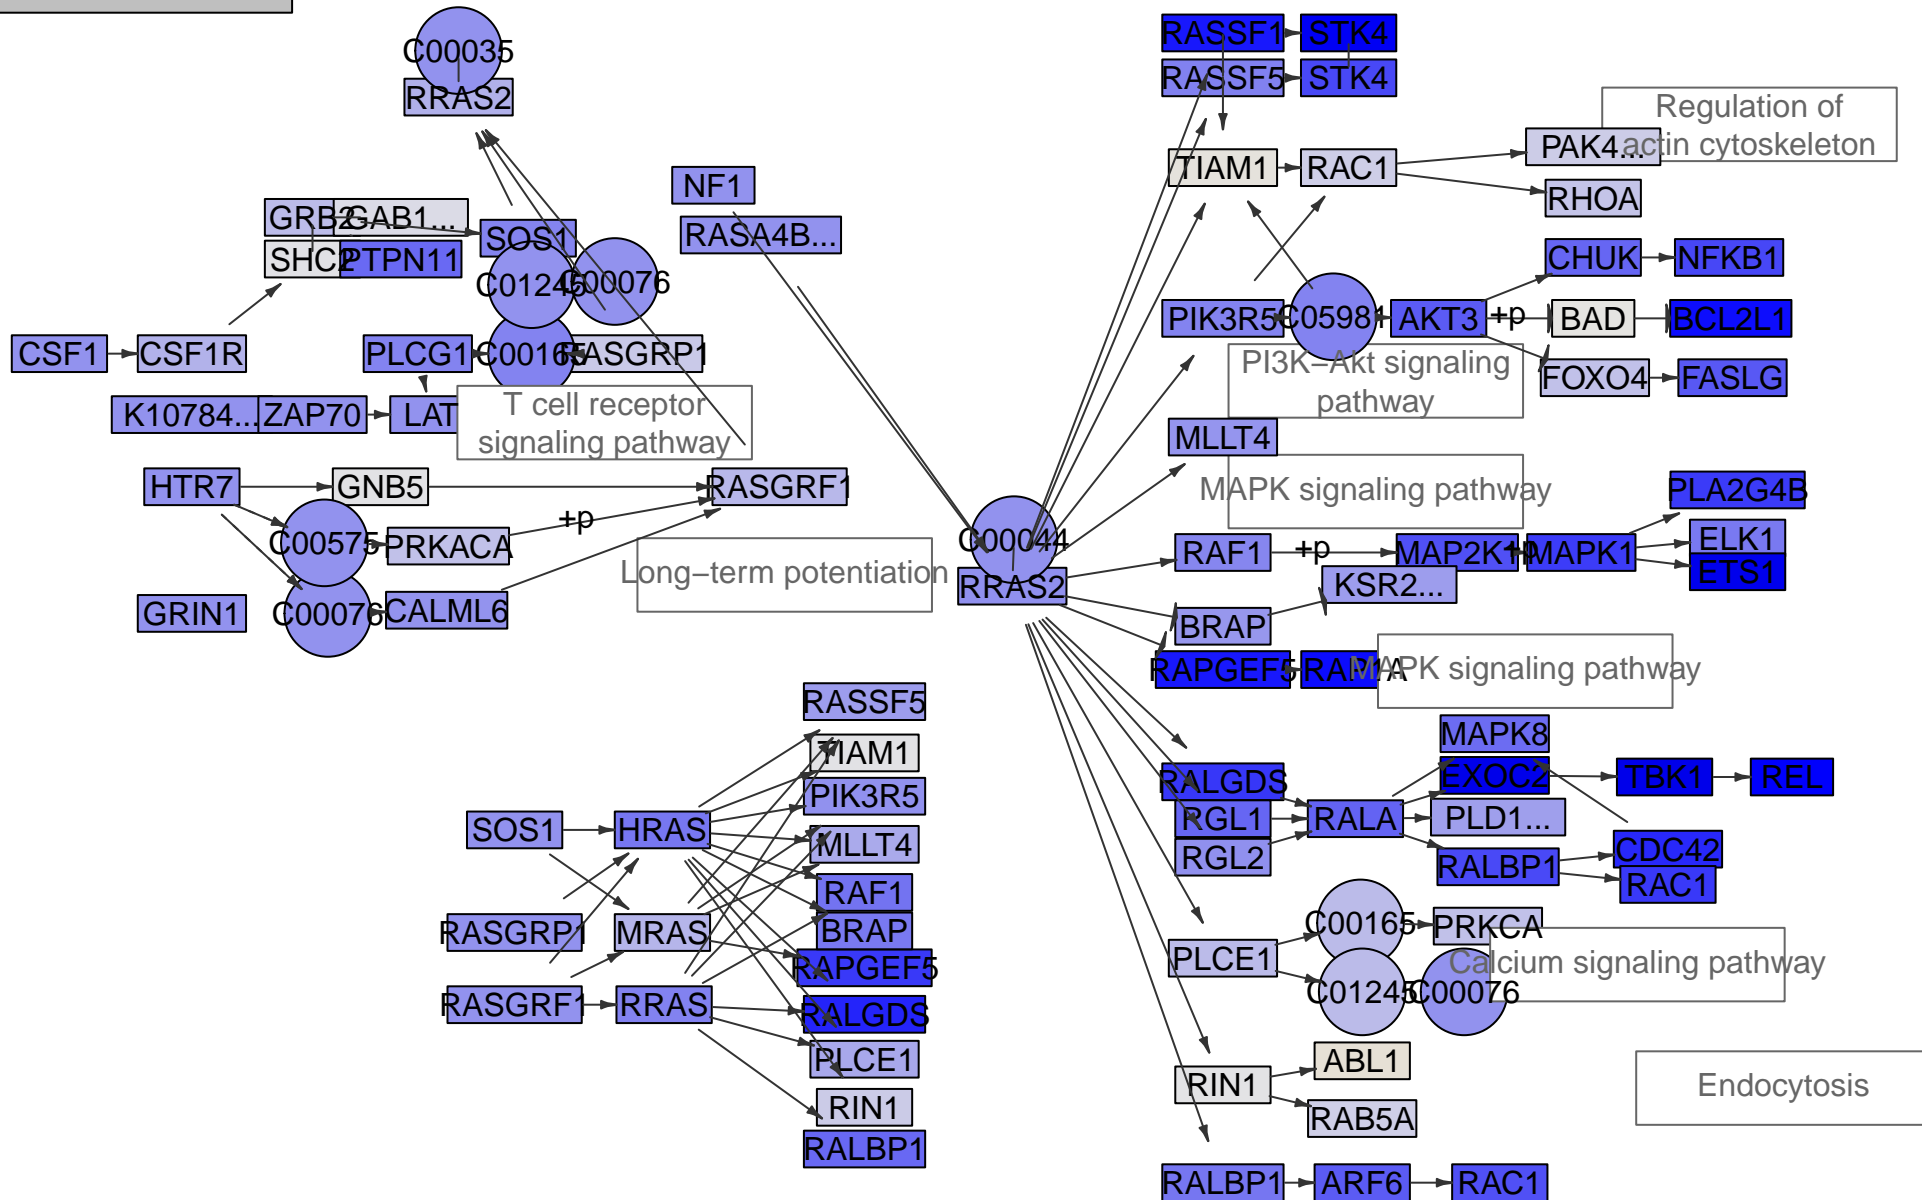 C00035
RRAS2
NF1
RASA4B...
GRB2
GAB1...
SOS1
SHC2
PTPN11
C01245
C00076
CSF1
CSF1R
PLCG1
C00165
RASGRP1
K10784...
ZAP70
LAT
T cell receptor
signaling pathway
HTR7
GNB5
RASGRF1
+p
C00575
PRKACA
Long−term potentiation
GRIN1
C00076
CALML6
C00044
RRAS2
RASSF1
STK4
RASSF5
STK4
Regulation of
actin cytoskeleton
PAK4...
TIAM1
RAC1
RHOA
CHUK
NFKB1
PIK3R5
C05981
AKT3
+p
BAD
BCL2L1
PI3K−Akt signaling
pathway
FOXO4
FASLG
MLLT4
MAPK signaling pathway
PLA2G4B
RAF1
+p
MAP2K1
+p
MAPK1
ELK1
ETS1
KSR2...
BRAP
RAPGEF5
RAP1A
MAPK signaling pathway
MAPK8
RALGDS
EXOC2
TBK1
REL
RGL1
RALA
PLD1...
RGL2
RALBP1
CDC42
RAC1
C00165
PRKCA
PLCE1
Calcium signaling pathway
C01245
C00076
RIN1
ABL1
RAB5A
Endocytosis
RALBP1
ARF6
RAC1
RASSF5
TIAM1
PIK3R5
SOS1
HRAS
MLLT4
RAF1
RASGRP1
MRAS
BRAP
RAPGEF5
RASGRF1
RRAS
RALGDS
PLCE1
RIN1
RALBP1